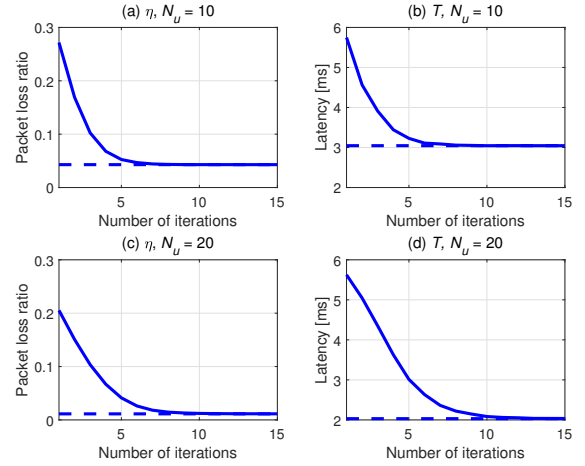 (a) η, N_u = 10
Packet loss ratio
0.3
0.2
0.1
0
5
10
15
Number of iterations
(b) T, N_u = 10
Latency [ms]
6
5
4
3
2
5
10
15
Number of iterations
(c) η, N_u = 20
Packet loss ratio
0.3
0.2
0.1
0
5
10
15
Number of iterations
(d) T, N_u = 20
Latency [ms]
6
5
4
3
2
5
10
15
Number of iterations